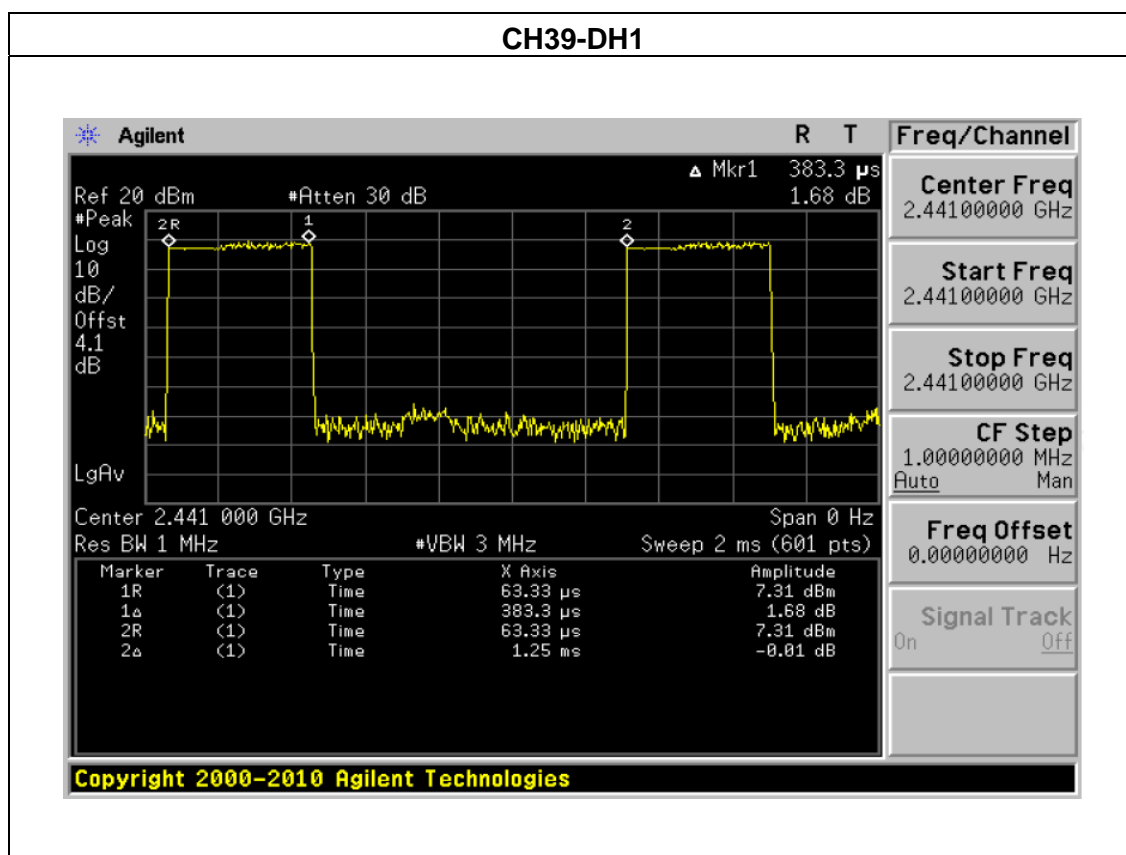 CH39-DH1
Agilent R T Freq/Channel
Δ Mkr1 383.3 µs
Ref 20 dBm #Atten 30 dB 1.68 dB
#Peak
Log
10
dB/
Offst
4.1
dB
LgAv
2R 1 2
Center 2.441 000 GHz Span 0 Hz
Res BW 1 MHz #VBW 3 MHz Sweep 2 ms (601 pts)
Marker Trace Type X Axis Amplitude
1R (1) Time 63.33 µs 7.31 dBm
1Δ (1) Time 383.3 µs 1.68 dB
2R (1) Time 63.33 µs 7.31 dBm
2Δ (1) Time 1.25 ms -0.01 dB
Center Freq
2.44100000 GHz
Start Freq
2.44100000 GHz
Stop Freq
2.44100000 GHz
CF Step
1.00000000 MHz
Auto Man
Freq Offset
0.00000000 Hz
Signal Track
On Off
Copyright 2000-2010 Agilent Technologies